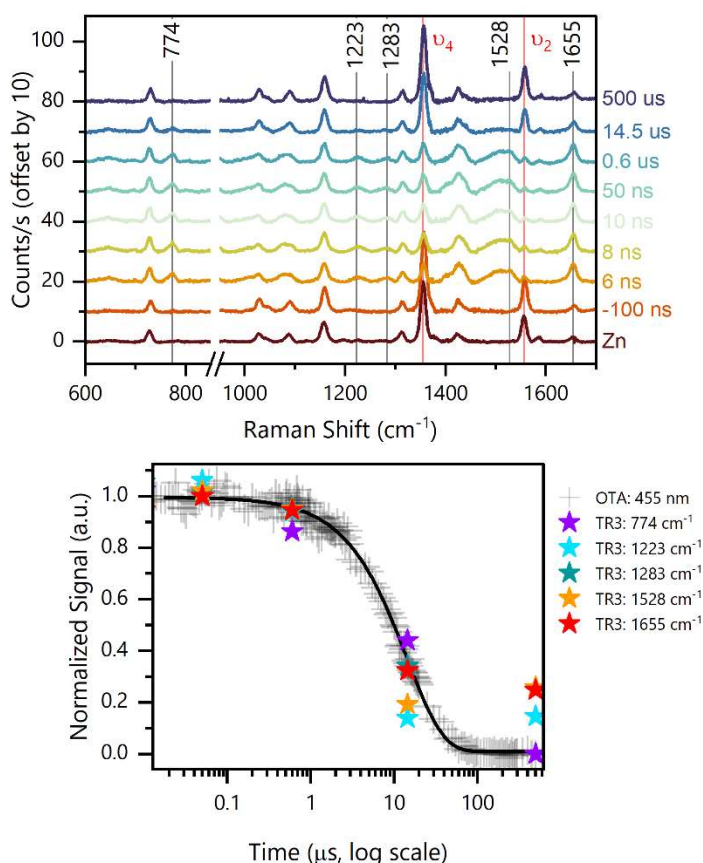 774
1223
1283
υ4
1528
υ2
1655
100
80
60
40
20
0
Counts/s (offset by 10)
500 us
14.5 us
0.6 us
50 ns
10 ns
8 ns
6 ns
-100 ns
Zn
600 800 1000 1200 1400 1600
Raman Shift (cm-1)
1.0
0.8
0.6
0.4
0.2
0.0
Normalized Signal (a.u.)
OTA: 455 nm
TR3: 774 cm-1
TR3: 1223 cm-1
TR3: 1283 cm-1
TR3: 1528 cm-1
TR3: 1655 cm-1
0.1 1 10 100
Time (μs, log scale)